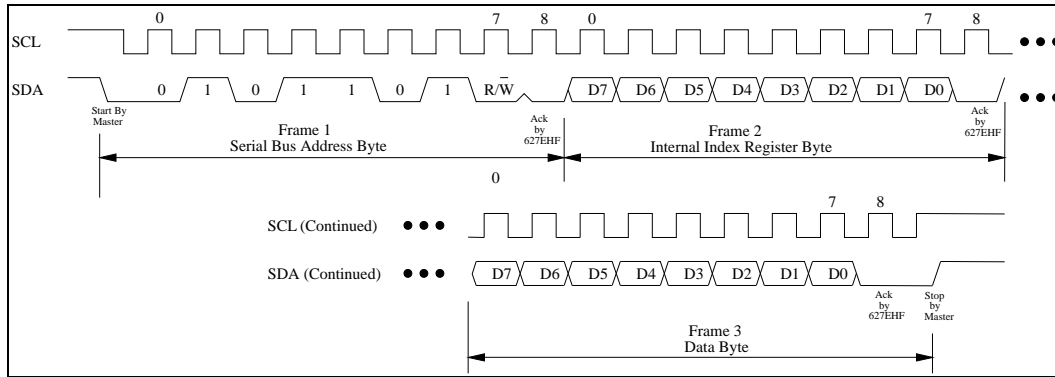 0 7 8 0 7 8
SCL
SDA 0 1 0 1 1 0 1 R/W̅ D7 D6 D5 D4 D3 D2 D1 D0
Start By
Master
Ack
by
627EHF
Ack
by
627EHF
Frame 1
Serial Bus Address Byte
Frame 2
Internal Index Register Byte
0
7 8
SCL (Continued)
SDA (Continued) D7 D6 D5 D4 D3 D2 D1 D0
Ack
by
627EHF
Stop
by
Master
Frame 3
Data Byte